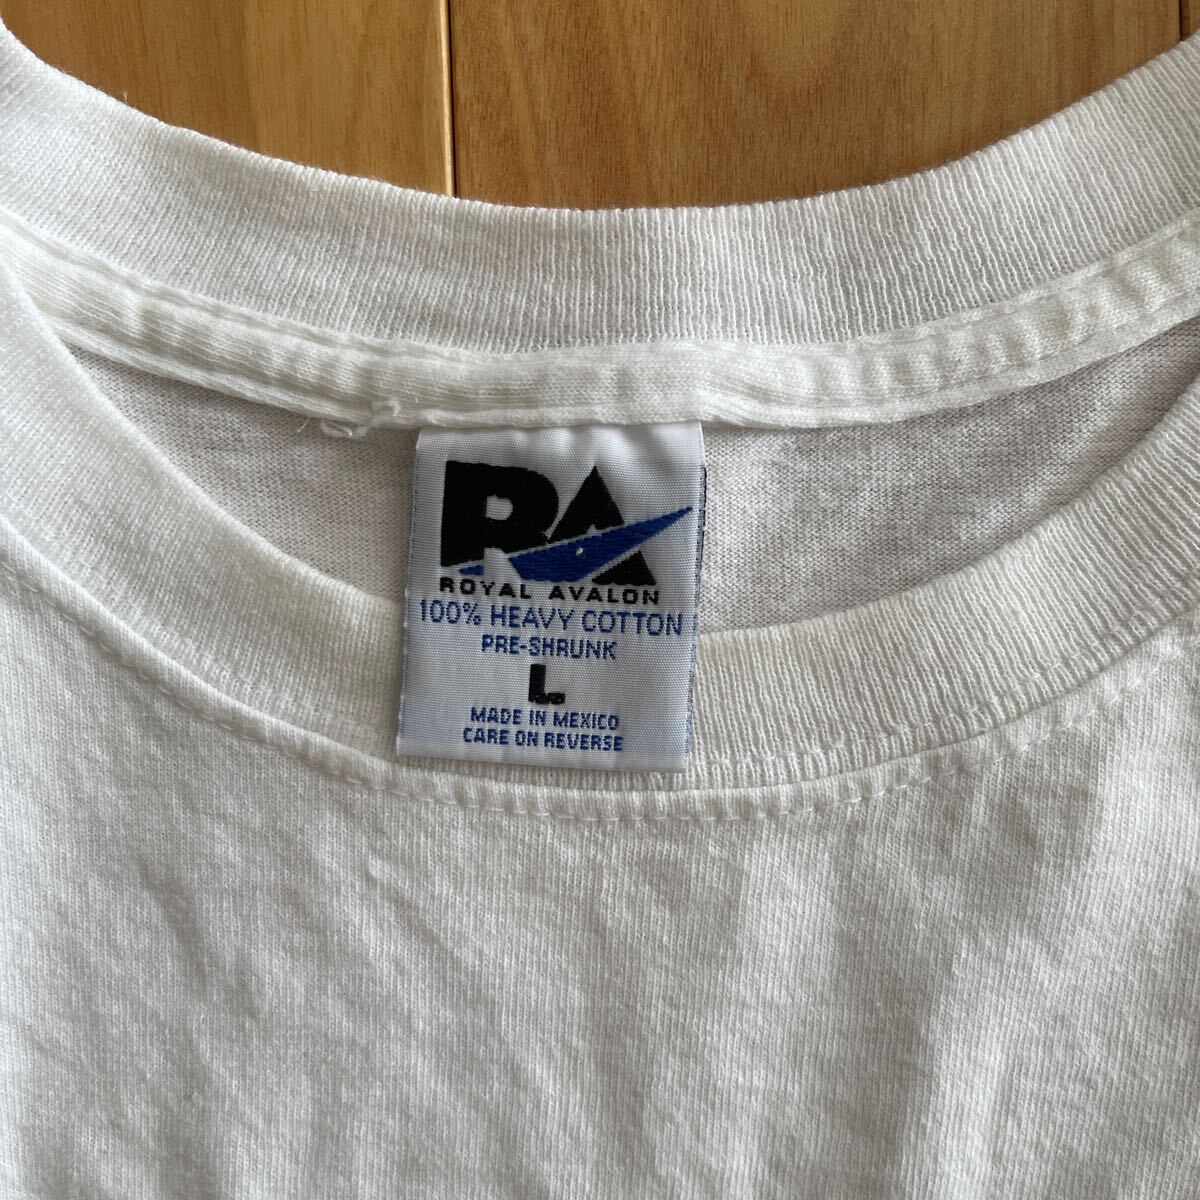 RA
ROYAL AVALON
100% HEAVY COTTON
PRE-SHRUNK
L
MADE IN MEXICO
CARE ON REVERSE